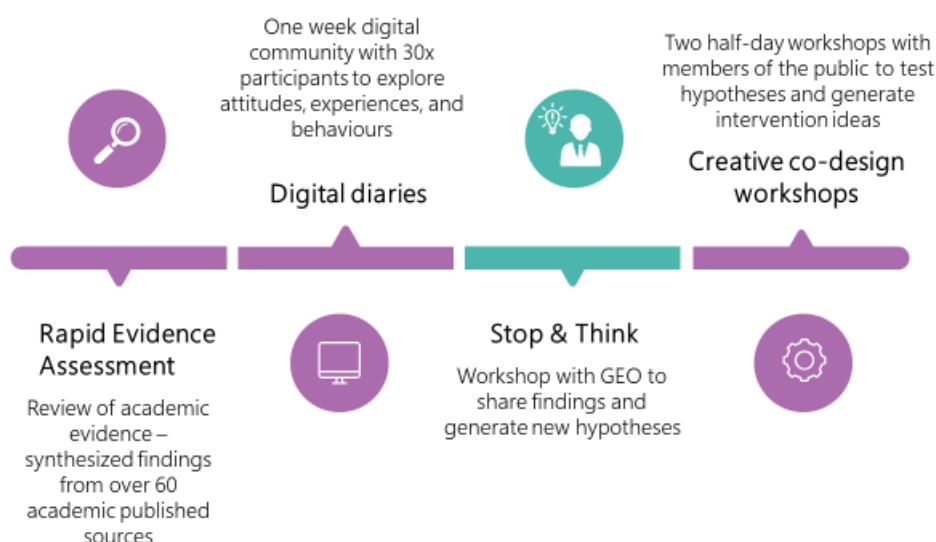 Rapid Evidence
Assessment
Review of academic
evidence –
synthesized findings
from over 60
academic published
sources
One week digital
community with 30x
participants to explore
attitudes, experiences, and
behaviours
Digital diaries
Stop & Think
Workshop with GEO to
share findings and
generate new hypotheses
Two half-day workshops with
members of the public to test
hypotheses and generate
intervention ideas
Creative co-design
workshops